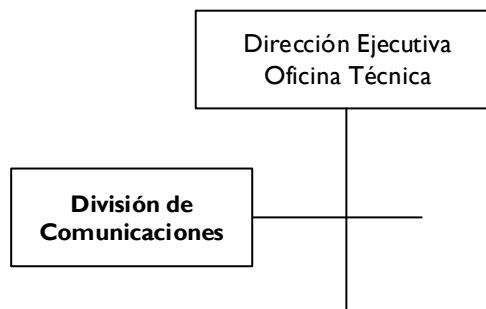 Dirección Ejecutiva
Oficina Técnica
División de
Comunicaciones